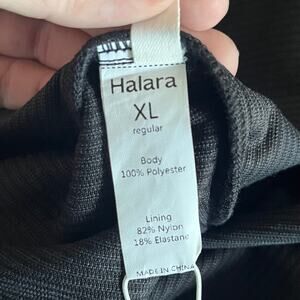 Halara
XL
regular
Body
100% Polyester
Lining
82% Nylon
18% Elastane
MADE IN CHINA